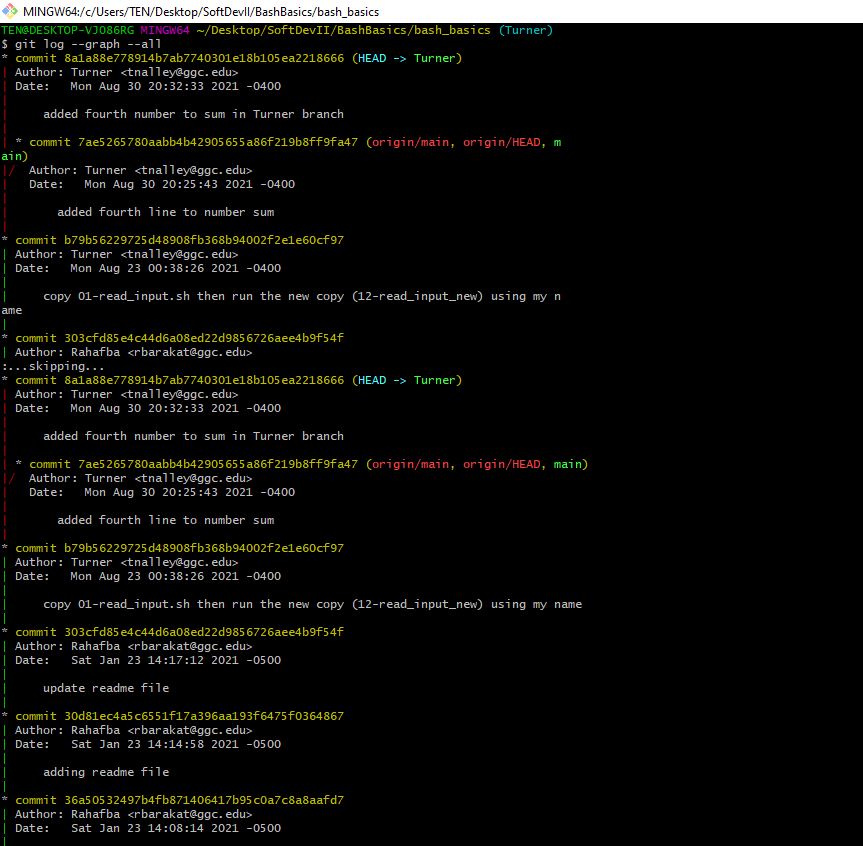 MINGW64:/c/Users/TEN/Desktop/SoftDevII/BashBasics/bash_basics
TEN@DESKTOP-VJO86RG MINGW64 ~/Desktop/SoftDevII/BashBasics/bash_basics (Turner)
$ git log --graph --all
* commit 8a1a88e778914b7ab7740301e18b105ea2218666 (HEAD -> Turner)
| Author: Turner <tnalley@ggc.edu>
| Date:   Mon Aug 30 20:32:33 2021 -0400
|
|     added fourth number to sum in Turner branch
|
| * commit 7ae5265780aabb4b42905655a86f219b8ff9fa47 (origin/main, origin/HEAD, m
ain)
|/  Author: Turner <tnalley@ggc.edu>
|   Date:   Mon Aug 30 20:25:43 2021 -0400
|
|       added fourth line to number sum
|
* commit b79b56229725d48908fb368b94002f2e1e60cf97
| Author: Turner <tnalley@ggc.edu>
| Date:   Mon Aug 23 00:38:26 2021 -0400
|
|     copy 01-read_input.sh then run the new copy (12-read_input_new) using my n
ame
|
* commit 303cfd85e4c44d6a08ed22d9856726aee4b9f54f
| Author: Rahafba <rbarakat@ggc.edu>
:...skipping...
* commit 8a1a88e778914b7ab7740301e18b105ea2218666 (HEAD -> Turner)
| Author: Turner <tnalley@ggc.edu>
| Date:   Mon Aug 30 20:32:33 2021 -0400
|
|     added fourth number to sum in Turner branch
|
| * commit 7ae5265780aabb4b42905655a86f219b8ff9fa47 (origin/main, origin/HEAD, main)
|/  Author: Turner <tnalley@ggc.edu>
|   Date:   Mon Aug 30 20:25:43 2021 -0400
|
|       added fourth line to number sum
|
* commit b79b56229725d48908fb368b94002f2e1e60cf97
| Author: Turner <tnalley@ggc.edu>
| Date:   Mon Aug 23 00:38:26 2021 -0400
|
|     copy 01-read_input.sh then run the new copy (12-read_input_new) using my name
|
* commit 303cfd85e4c44d6a08ed22d9856726aee4b9f54f
| Author: Rahafba <rbarakat@ggc.edu>
| Date:   Sat Jan 23 14:17:12 2021 -0500
|
|     update readme file
|
* commit 30d81ec4a5c6551f17a396aa193f6475f0364867
| Author: Rahafba <rbarakat@ggc.edu>
| Date:   Sat Jan 23 14:14:58 2021 -0500
|
|     adding readme file
|
* commit 36a50532497b4fb871406417b95c0a7c8a8aafd7
| Author: Rahafba <rbarakat@ggc.edu>
| Date:   Sat Jan 23 14:08:14 2021 -0500
|